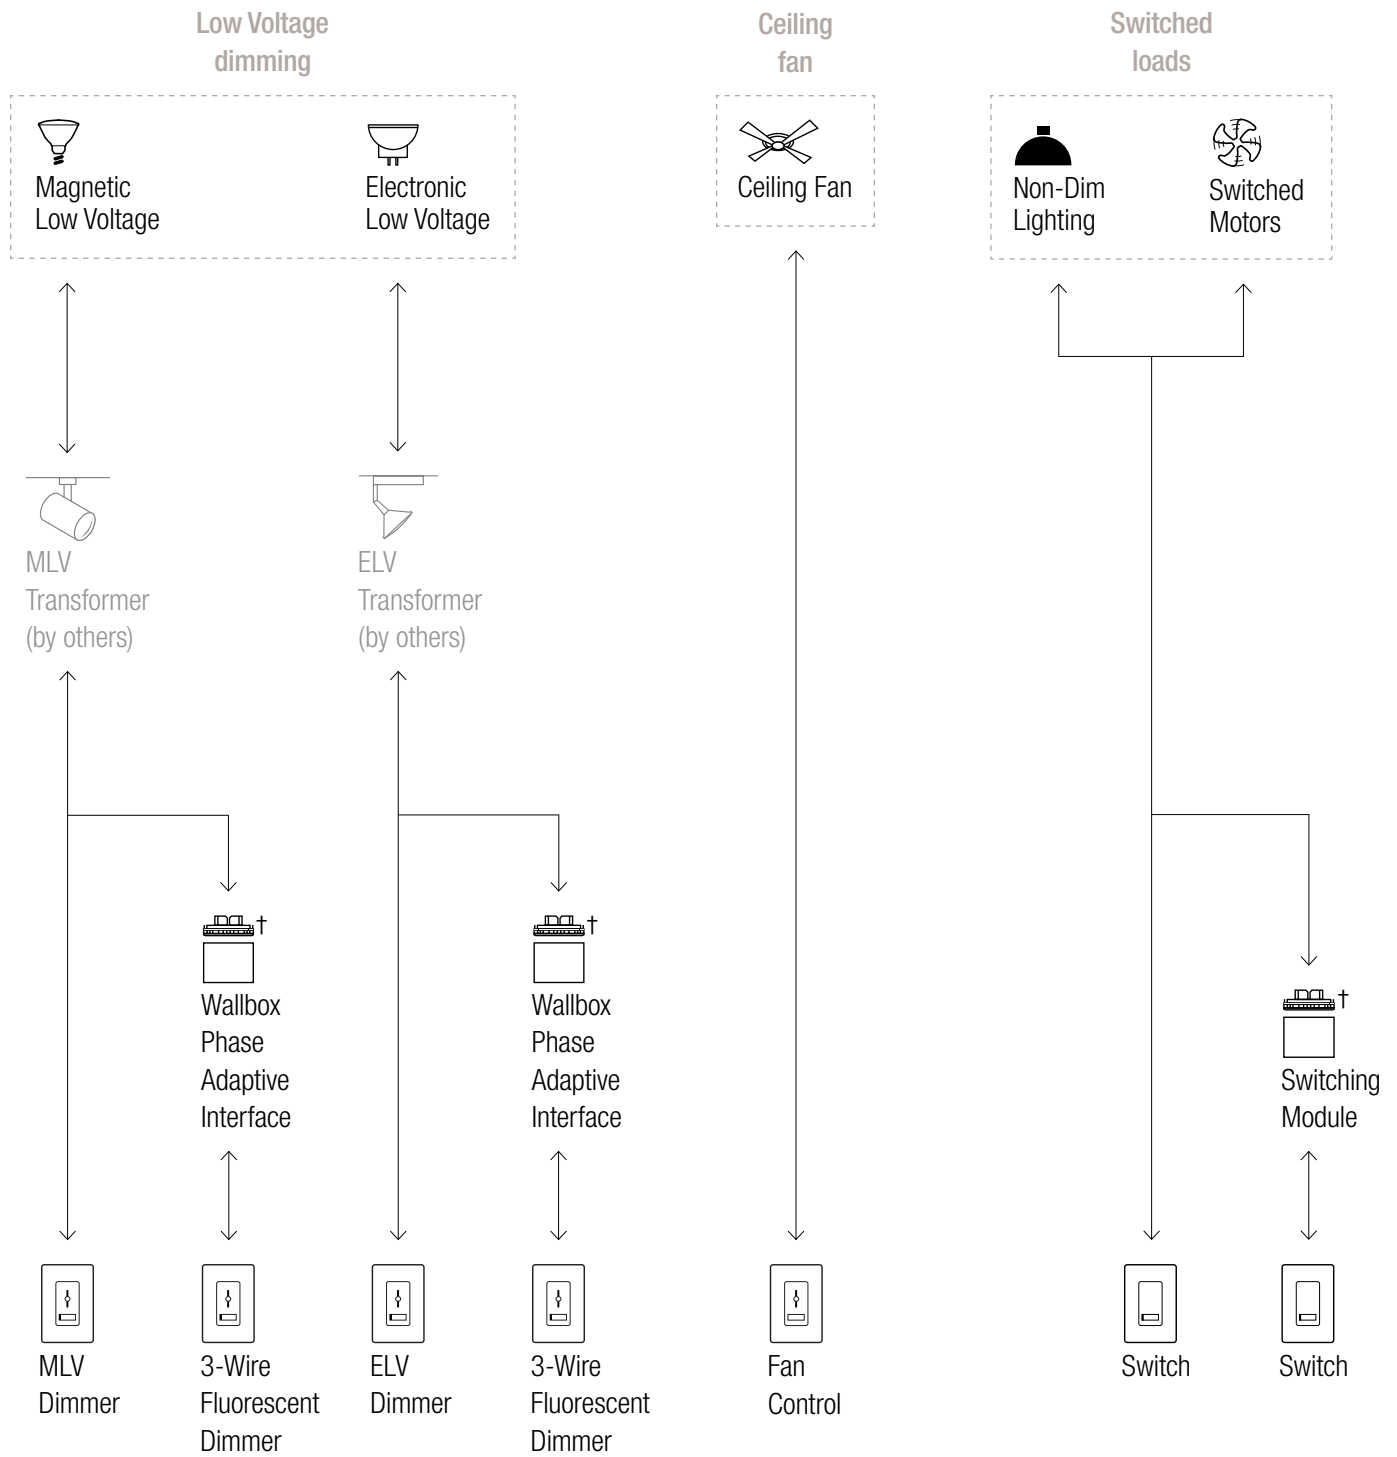 Low Voltage
dimming
Ceiling
fan
Switched
loads
Magnetic
Low Voltage
Electronic
Low Voltage
Ceiling Fan
Non-Dim
Lighting
Switched
Motors
MLV
Transformer
(by others)
ELV
Transformer
(by others)
†
Wallbox
Phase
Adaptive
Interface
†
Wallbox
Phase
Adaptive
Interface
†
Switching
Module
MLV
Dimmer
3-Wire
Fluorescent
Dimmer
ELV
Dimmer
3-Wire
Fluorescent
Dimmer
Fan
Control
Switch
Switch